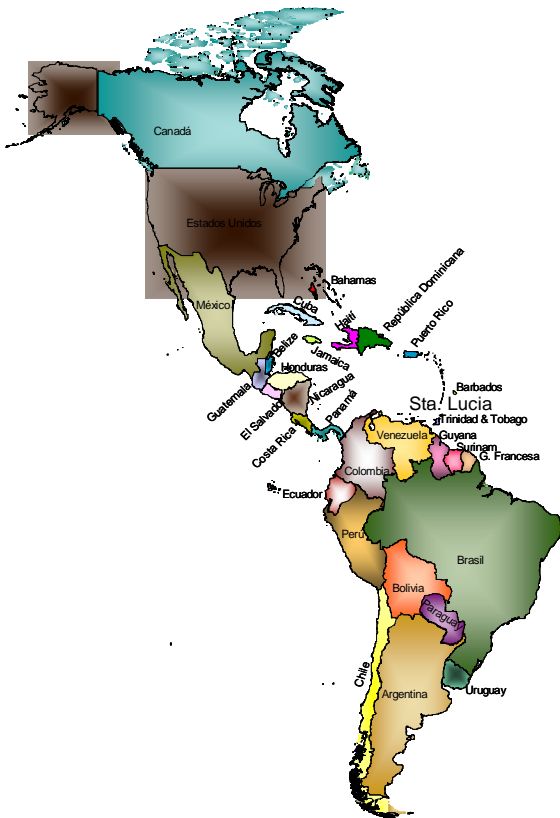 Canadá
Estados Unidos
República Dominicana
Bahamas
México
Cuba
Haití
Puerto Rico
Belize
Jamaica
Honduras
Guatemala
Nicaragua
Barbados
El Salvador
Sta. Lucia
Panamá
Trinidad & Tobago
Costa Rica
Venezuela
Guyana
Surinam
G. Francesa
Colombia
Ecuador
Perú
Brasil
Bolivia
Paraguay
Chile
Argentina
Uruguay